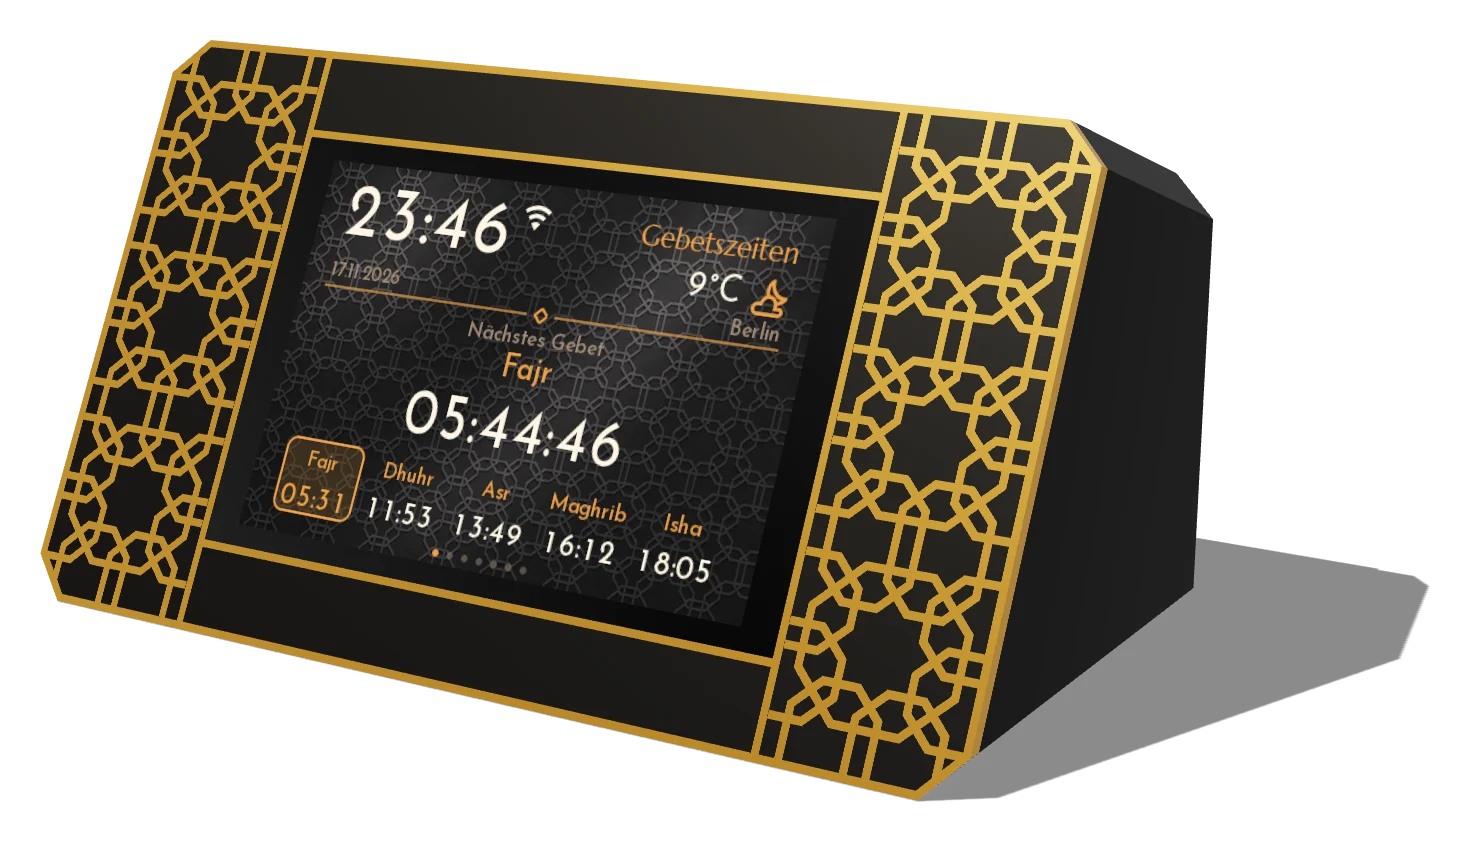 23:46
Gebetszeiten
17.11.2026
9°C
Berlin
Nächstes Gebet
Fajr
05:44:46
Fajr Dhuhr Asr Maghrib Isha
05:31 11:53 13:49 16:12 18:05